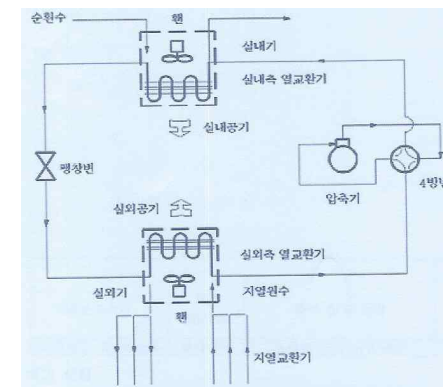 순환수
팬
실내기
실내측 열교환기
실내공기
팽창변
압축기
4방변
실외공기
실외측 열교환기
실외기
지열원수
팬
지열교환기